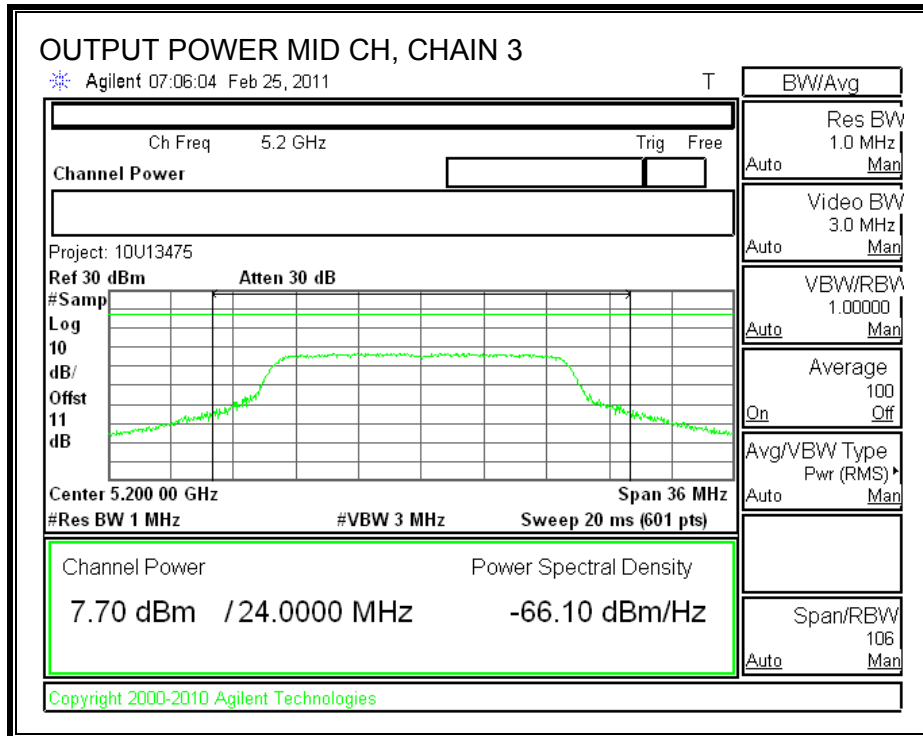 OUTPUT POWER MID CH, CHAIN 3
Agilent 07:06:04 Feb 25, 2011 T
Ch Freq 5.2 GHz Trig Free
Channel Power
Project: 10U13475
Ref 30 dBm Atten 30 dB
#Samp
Log
10
dB/
Offst
11
dB
Center 5.200 00 GHz Span 36 MHz
#Res BW 1 MHz #VBW 3 MHz Sweep 20 ms (601 pts)
Channel Power Power Spectral Density
7.70 dBm / 24.0000 MHz -66.10 dBm/Hz
Copyright 2000-2010 Agilent Technologies
BW/Avg
Res BW
1.0 MHz
Auto Man
Video BW
3.0 MHz
Auto Man
VBW/RBW
1.00000
Auto Man
Average
100
On Off
Avg/VBW Type
Pwr (RMS)
Auto Man
Span/RBW
106
Auto Man